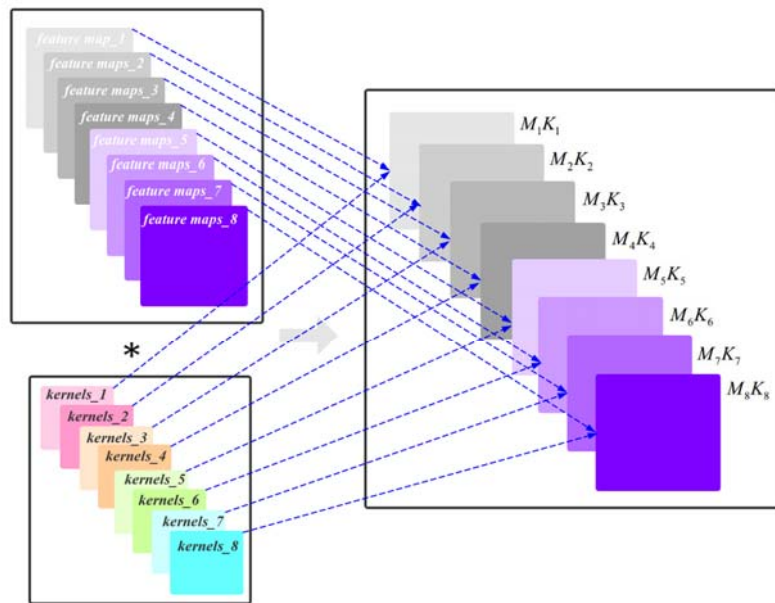 feature map_1
feature maps_2
feature maps_3
feature maps_4
feature maps_5
feature maps_6
feature maps_7
feature maps_8
*
kernels_1
kernels_2
kernels_3
kernels_4
kernels_5
kernels_6
kernels_7
kernels_8
M₁K₁
M₂K₂
M₃K₃
M₄K₄
M₅K₅
M₆K₆
M₇K₇
M₈K₈